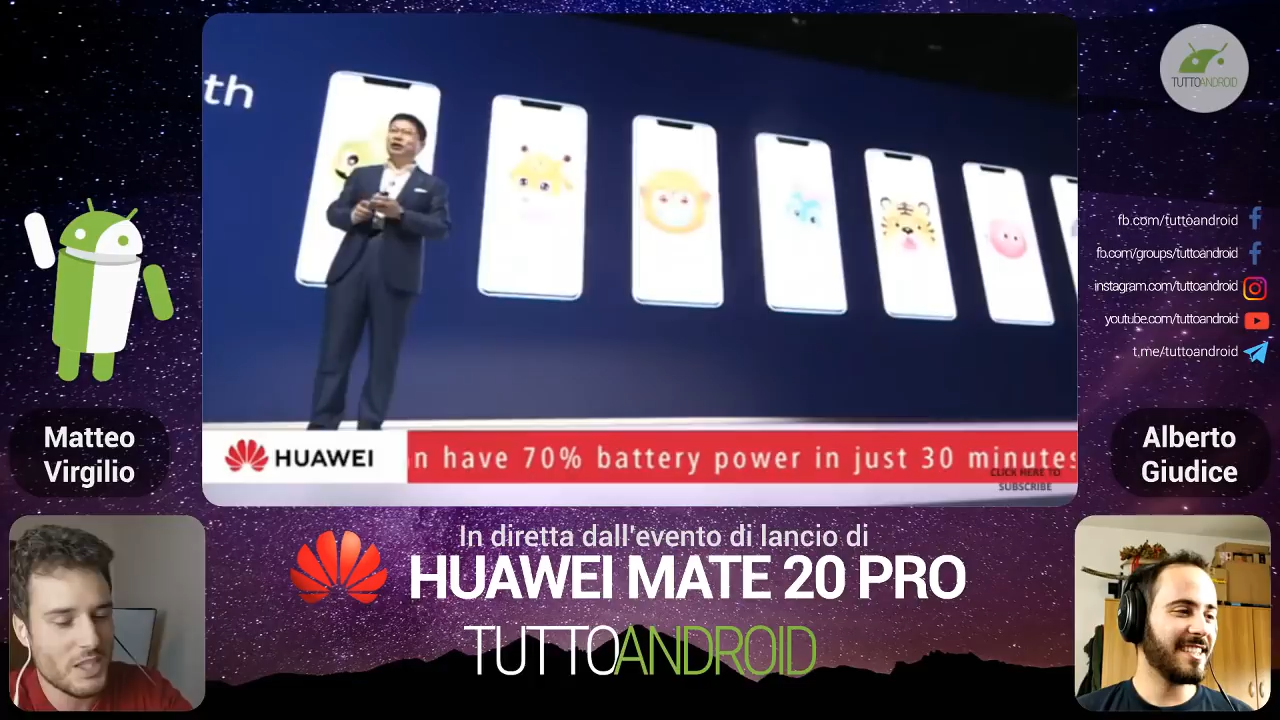 th
TUTTOANDROID
fb.com/tuttoandroid
fb.com/groups/tuttoandroid
instagram.com/tuttoandroid
youtube.com/tuttoandroid
t.me/tuttoandroid
Matteo
Virgilio
Alberto
Giudice
HUAWEI
n have 70% battery power in just 30 minutes
CLICK HERE TO
SUBSCRIBE
In diretta dall'evento di lancio di
HUAWEI MATE 20 PRO
TUTTOANDROID